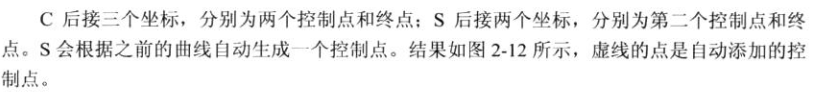 C 后接三个坐标，分别为两个控制点和终点；S 后接两个坐标，分别为第二个控制点和终
点。S 会根据之前的曲线自动生成一个控制点。结果如图 2-12 所示，虚线的点是自动添加的控
制点。